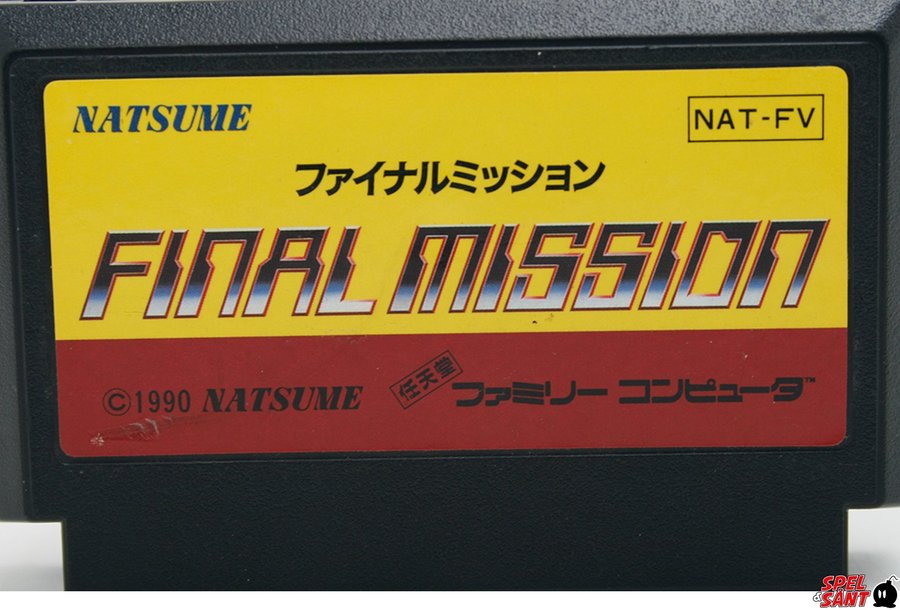 NATSUME
NAT-FV
ファイナルミッション
FINAL MISSION
©1990 NATSUME 任天堂 ファミリー コンピュータ™
SPEL
& SÅNT